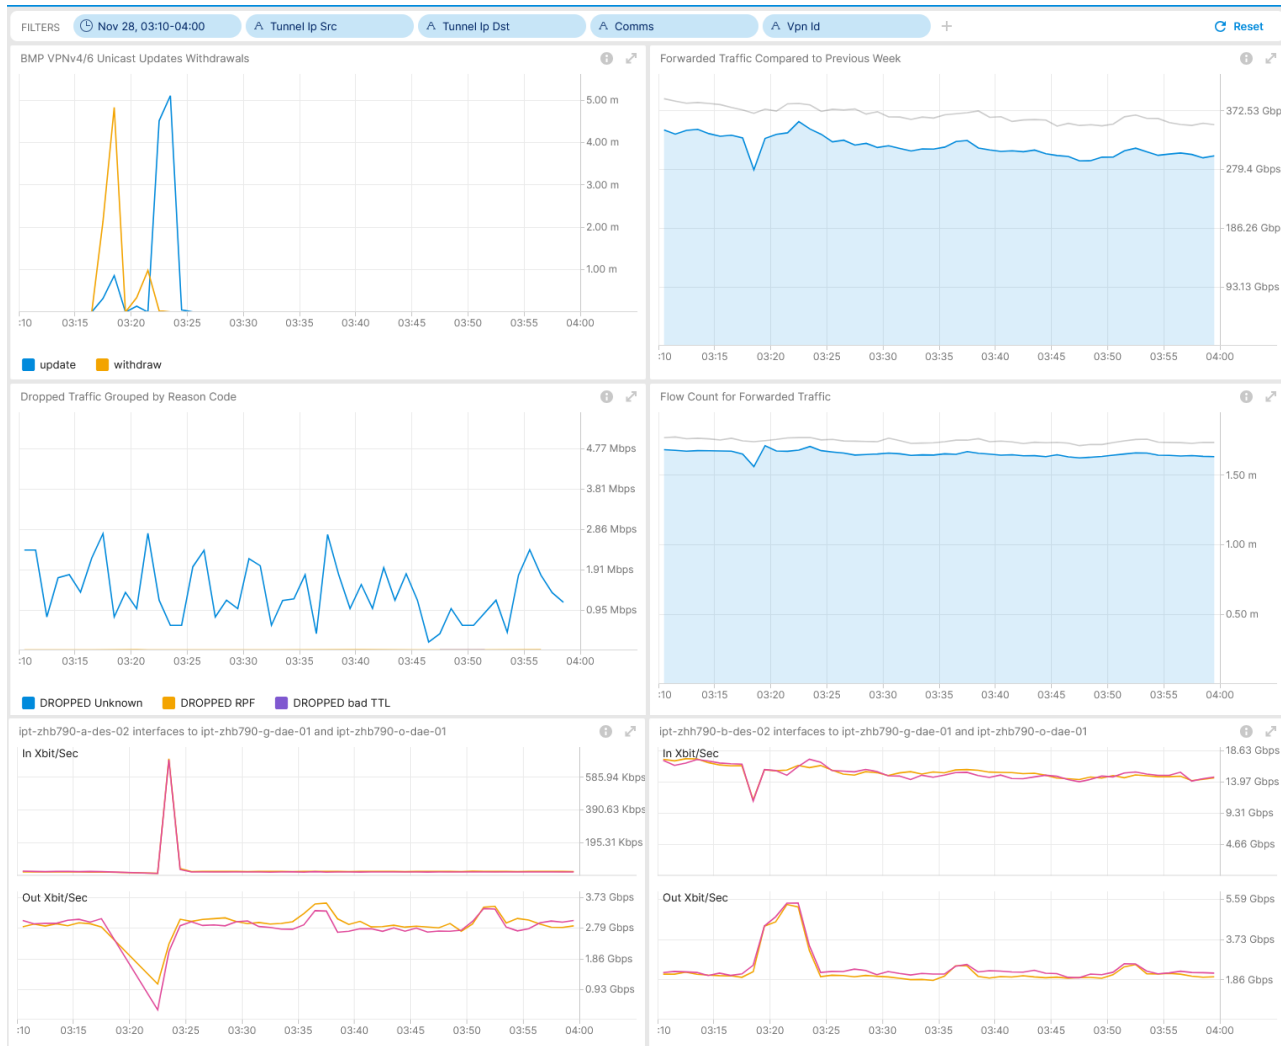 FILTERS Nov 28, 03:10-04:00 Tunnel Ip Src Tunnel Ip Dst Comms Vpn Id + Reset
BMP VPNv4/6 Unicast Updates Withdrawals
5.00 m
4.00 m
3.00 m
2.00 m
1.00 m
:10 03:15 03:20 03:25 03:30 03:35 03:40 03:45 03:50 03:55 04:00
update withdraw
Forwarded Traffic Compared to Previous Week
372.53 Gbp
279.4 Gbps
186.26 Gbp
93.13 Gbps
:10 03:15 03:20 03:25 03:30 03:35 03:40 03:45 03:50 03:55 04:00
Dropped Traffic Grouped by Reason Code
4.77 Mbps
3.81 Mbps
2.86 Mbps
1.91 Mbps
0.95 Mbps
:10 03:15 03:20 03:25 03:30 03:35 03:40 03:45 03:50 03:55 04:00
DROPPED Unknown DROPPED RPF DROPPED bad TTL
Flow Count for Forwarded Traffic
1.50 m
1.00 m
0.50 m
:10 03:15 03:20 03:25 03:30 03:35 03:40 03:45 03:50 03:55 04:00
ipt-zhb790-a-des-02 interfaces to ipt-zhb790-g-dae-01 and ipt-zhb790-o-dae-01
In Xbit/Sec
585.94 Kbps
390.63 Kbps
195.31 Kbps
Out Xbit/Sec
3.73 Gbps
2.79 Gbps
1.86 Gbps
0.93 Gbps
:10 03:15 03:20 03:25 03:30 03:35 03:40 03:45 03:50 03:55 04:00
ipt-zhh790-b-des-02 interfaces to ipt-zhb790-g-dae-01 and ipt-zhb790-o-dae-01
In Xbit/Sec
18.63 Gbps
13.97 Gbps
9.31 Gbps
4.66 Gbps
Out Xbit/Sec
5.59 Gbps
3.73 Gbps
1.86 Gbps
:10 03:15 03:20 03:25 03:30 03:35 03:40 03:45 03:50 03:55 04:00